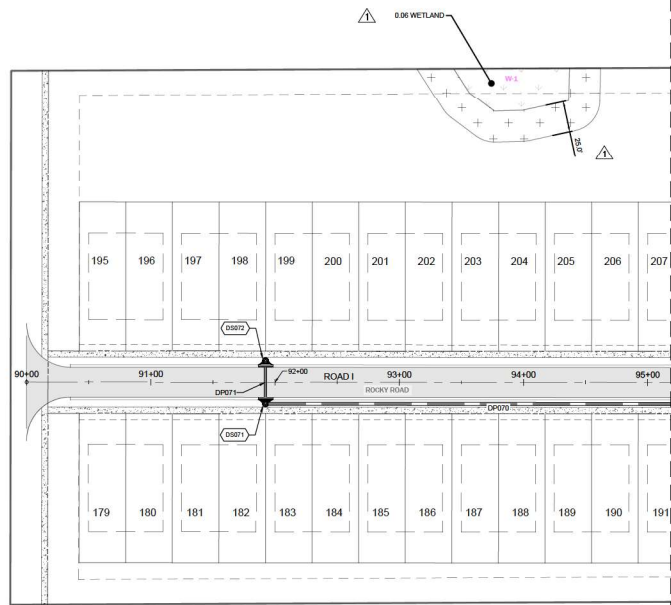 1
0.06 WETLAND
W-1
25.0'
1
195 196 197 198 199 200 201 202 203 204 205 206 207
DS072
90+00 91+00 92+00 ROAD I 93+00 94+00 95+00
DP071 ROCKY ROAD
DP070
DS071
179 180 181 182 183 184 185 186 187 188 189 190 191